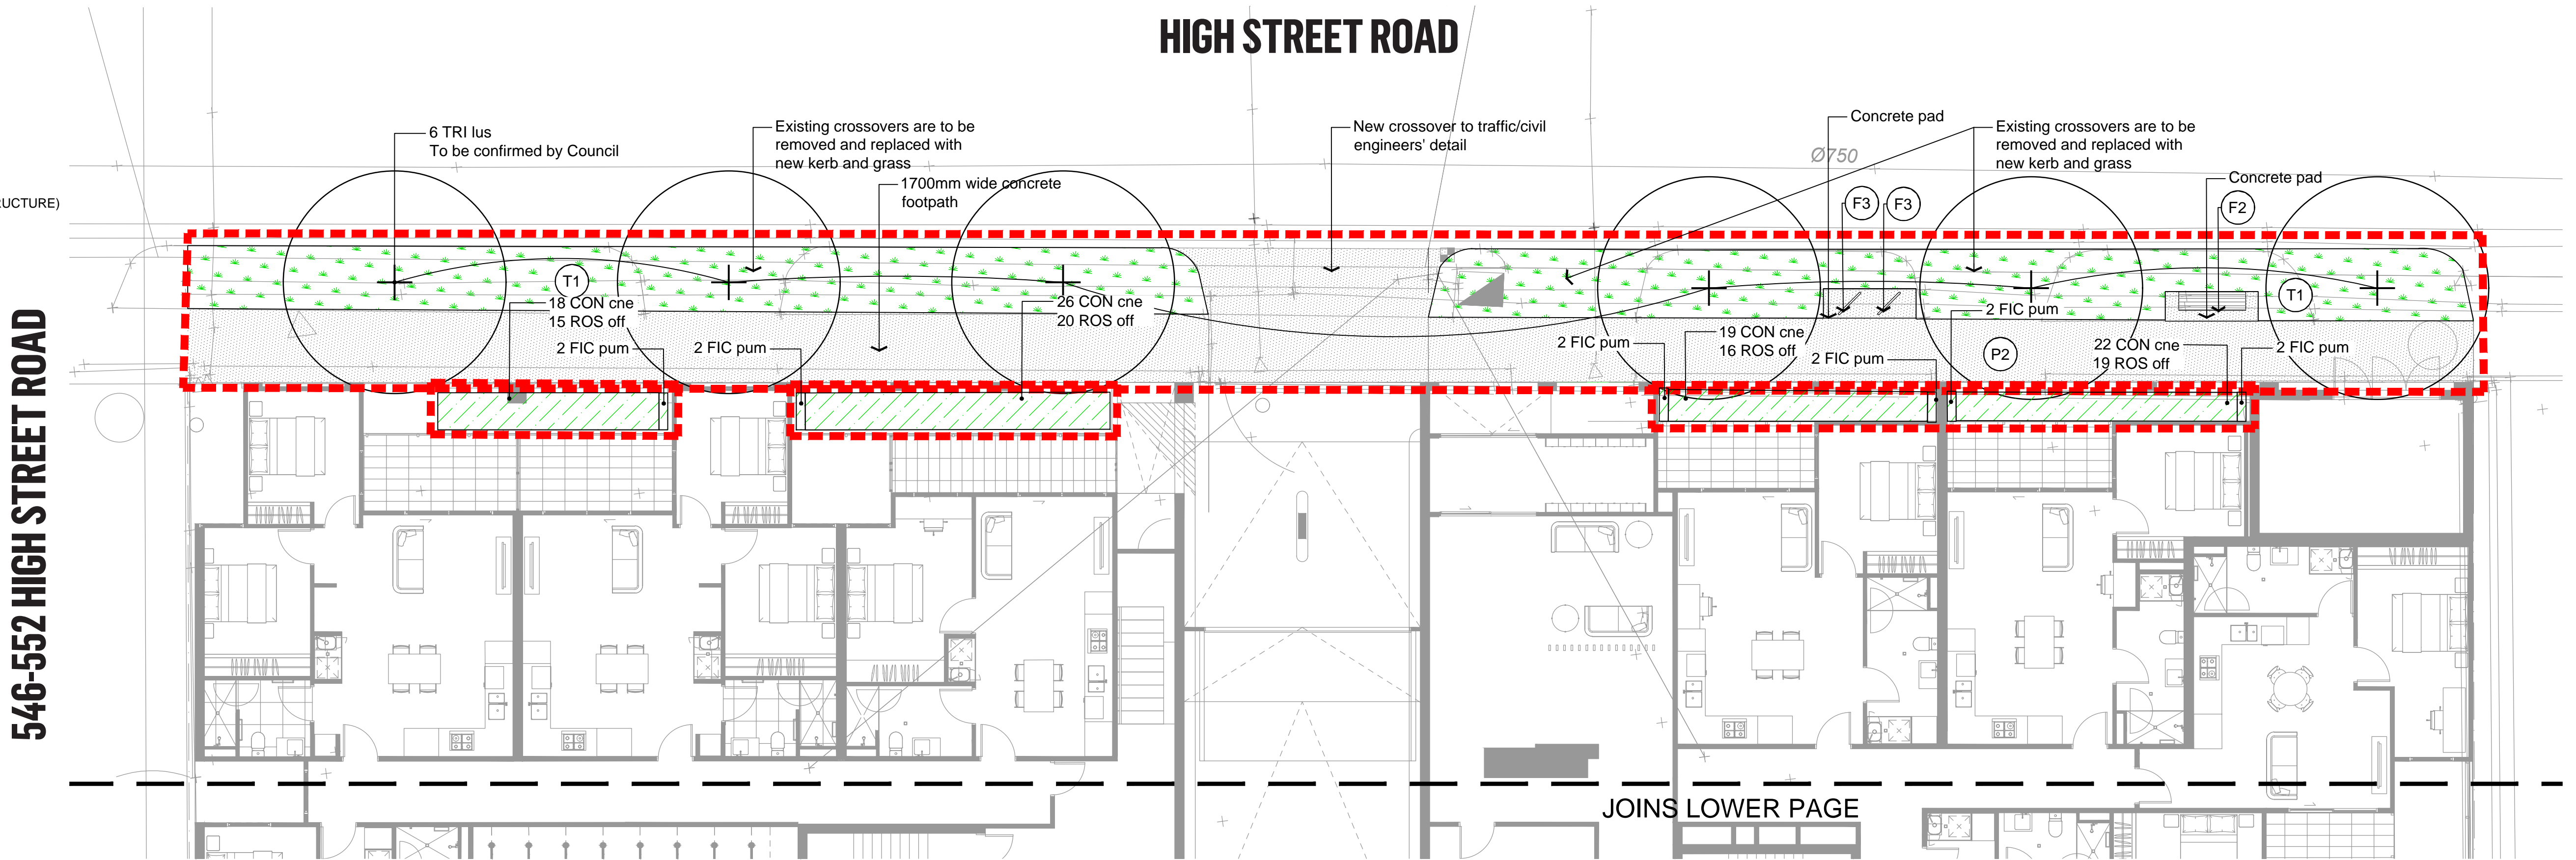 HIGH STREET ROAD
546-552 HIGH STREET ROAD
RUCTURE)
6 TRI lus
To be confirmed by Council
Existing crossovers are to be
removed and replaced with
new kerb and grass
1700mm wide concrete
footpath
New crossover to traffic/civil
engineers' detail
Concrete pad
Ø750
Existing crossovers are to be
removed and replaced with
new kerb and grass
Concrete pad
F3
F3
F2
T1
18 CON cne
15 ROS off
26 CON cne
20 ROS off
T1
2 FIC pum
2 FIC pum
2 FIC pum
19 CON cne
16 ROS off
2 FIC pum
2 FIC pum
P2
22 CON cne
19 ROS off
2 FIC pum
JOINS LOWER PAGE